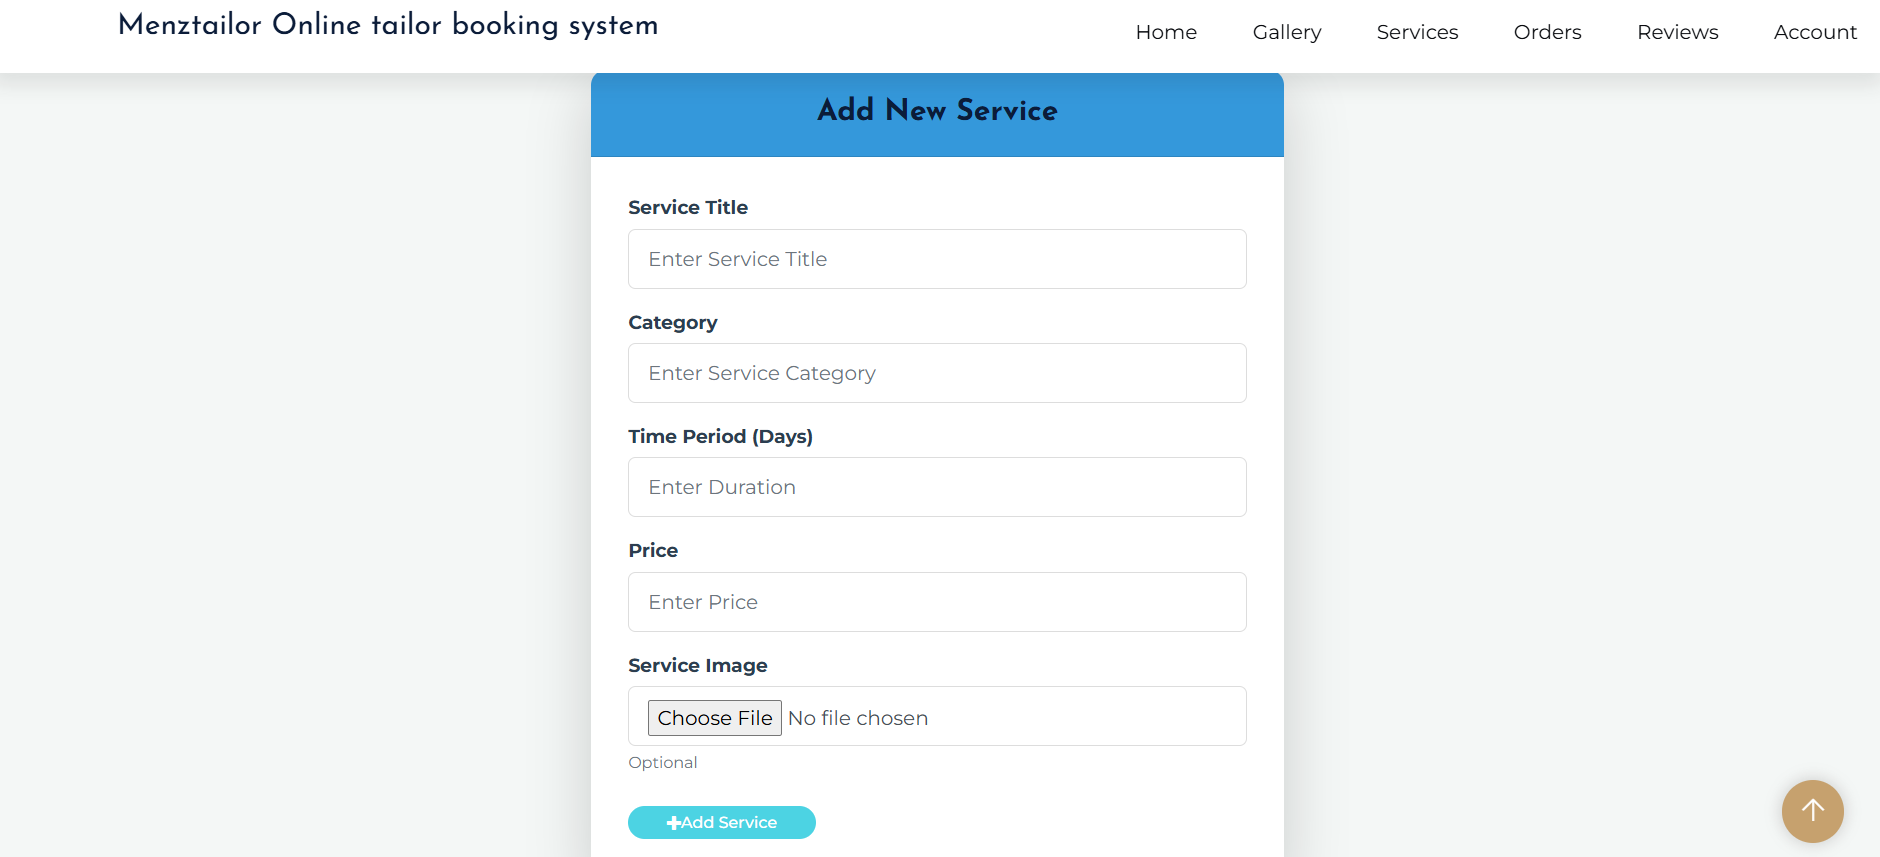 Menztailor Online tailor booking system
Home Gallery Services Orders Reviews Account
Add New Service
Service Title
Enter Service Title
Category
Enter Service Category
Time Period (Days)
Enter Duration
Price
Enter Price
Service Image
Choose File No file chosen
Optional
+Add Service